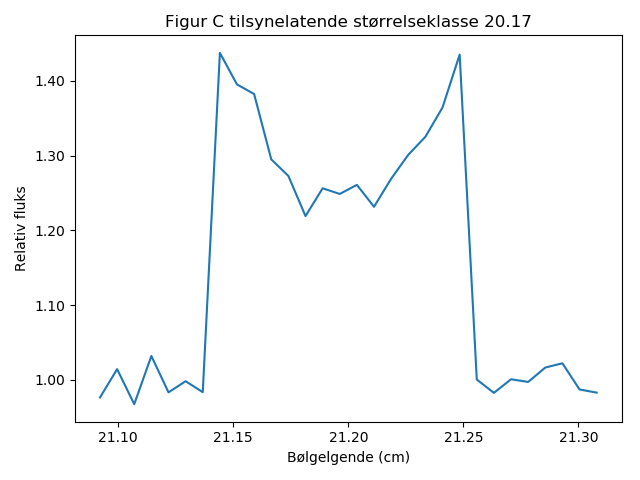 Figur C tilsynelatende størrelseklasse 20.17
1.40
1.30
1.20
1.10
1.00
Relativ fluks
21.10 21.15 21.20 21.25 21.30
Bølgelgende (cm)